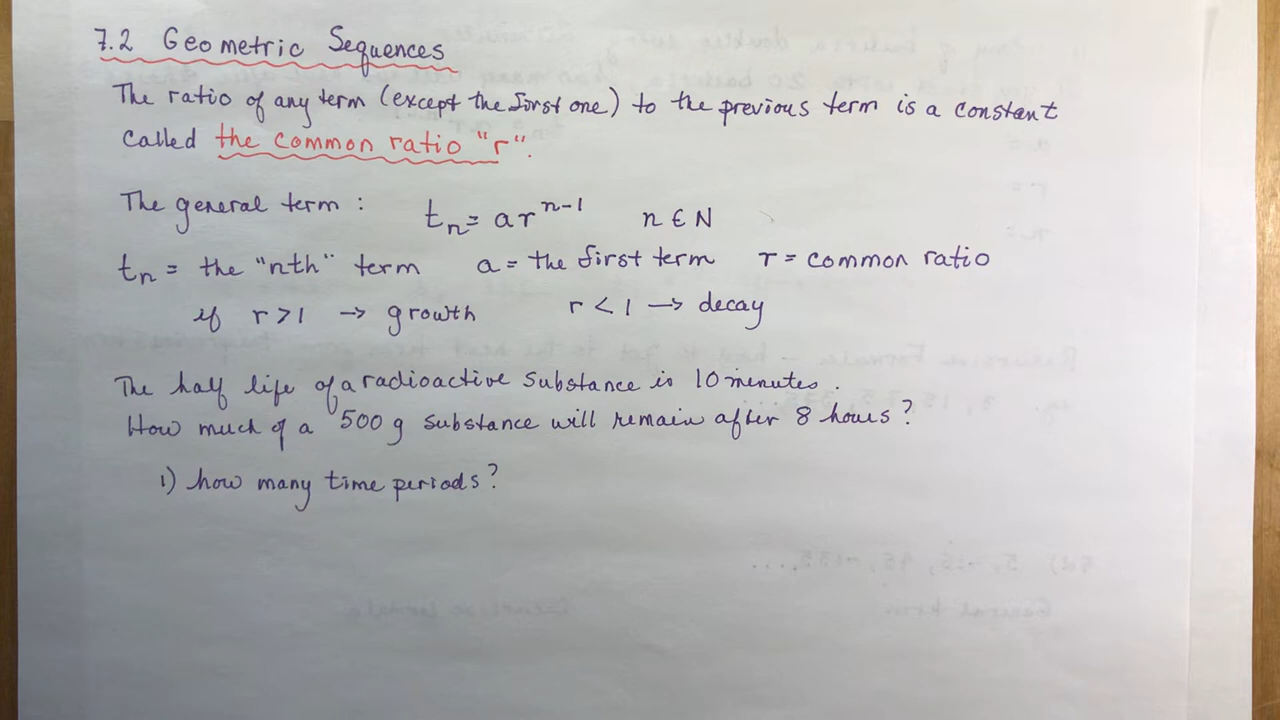 7.2 Geometric Sequences
The ratio of any term (except the first one) to the previous term is a constant
called the common ratio "r".
The general term : tn = ar^n-1 n ∈ N
tn = the "nth" term a = the first term r = common ratio
if r > 1 → growth r < 1 → decay
The half life of a radioactive substance is 10 minutes.
How much of a 500 g substance will remain after 8 hours?
1) how many time periods?